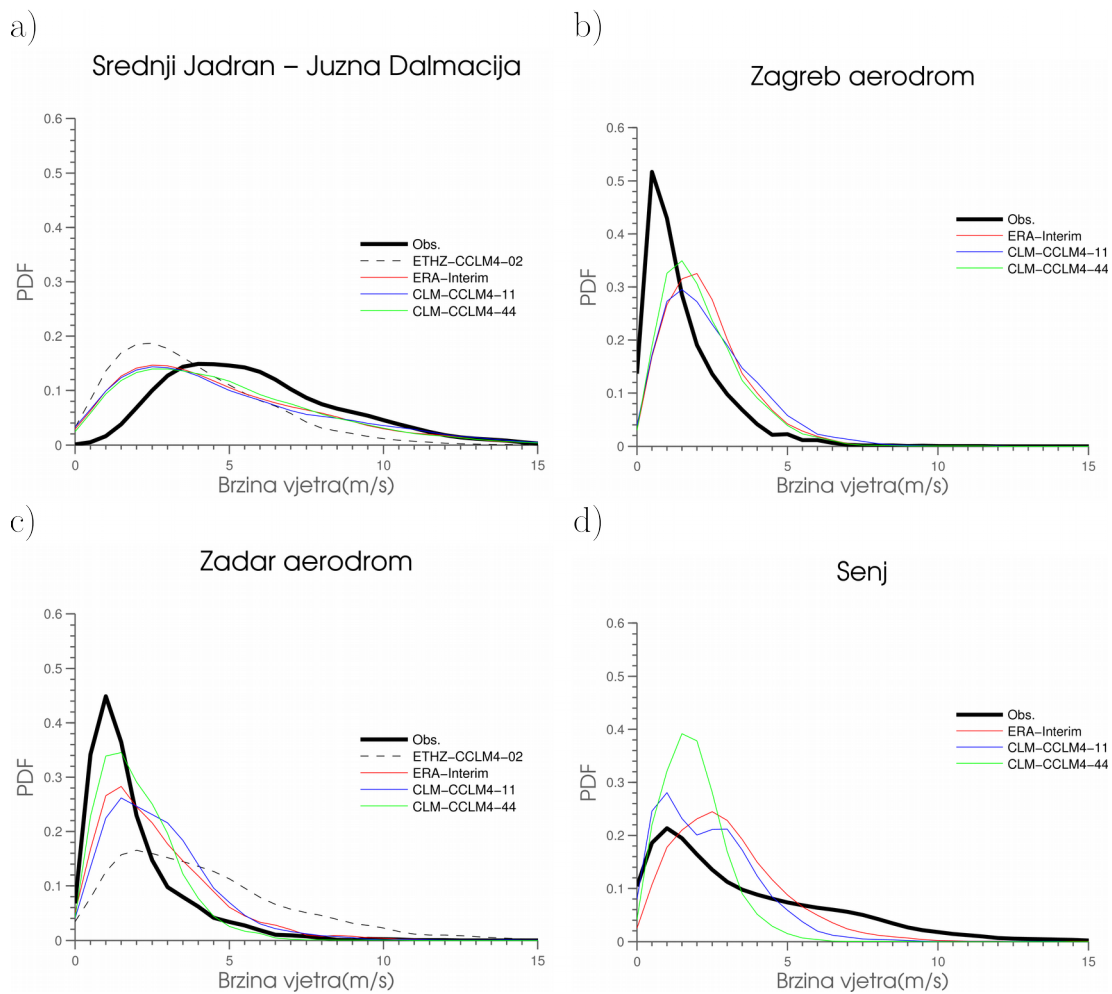 a)
Srednji Jadran – Juzna Dalmacija
0.6
0.5
0.4
0.3
0.2
0.1
0
PDF
Obs.
ETHZ−CCLM4−02
ERA−Interim
CLM−CCLM4−11
CLM−CCLM4−44
0 5 10 15
Brzina vjetra(m/s)
b)
Zagreb aerodrom
0.6
0.5
0.4
0.3
0.2
0.1
0
PDF
Obs.
ERA−Interim
CLM−CCLM4−11
CLM−CCLM4−44
0 5 10 15
Brzina vjetra(m/s)
c)
Zadar aerodrom
0.6
0.5
0.4
0.3
0.2
0.1
0
PDF
Obs.
ETHZ−CCLM4−02
ERA−Interim
CLM−CCLM4−11
CLM−CCLM4−44
0 5 10 15
Brzina vjetra(m/s)
d)
Senj
0.6
0.5
0.4
0.3
0.2
0.1
0
PDF
Obs.
ERA−Interim
CLM−CCLM4−11
CLM−CCLM4−44
0 5 10 15
Brzina vjetra(m/s)